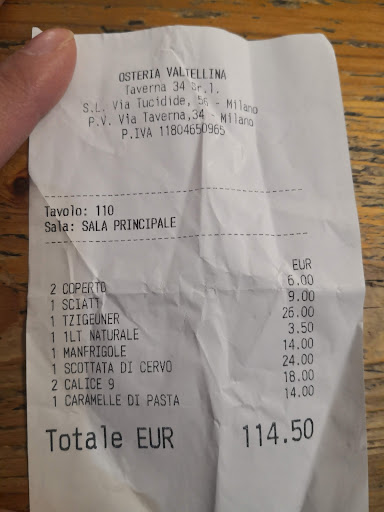 OSTERIA VALTELLINA
Taverna 34 Sr.l.
S.L. Via Tucidide, 56 - Milano
P.V. Via Taverna,34 - Milano
P.IVA 11804650965
Tavolo: 110
Sala: SALA PRINCIPALE
EUR
2 COPERTO 6.00
1 SCIATT 9.00
1 TZIGEUNER 26.00
1 1LT NATURALE 3.50
1 MANFRIGOLE 14.00
1 SCOTTATA DI CERVO 24.00
2 CALICE 9 18.00
1 CARAMELLE DI PASTA 14.00
Totale EUR 114.50